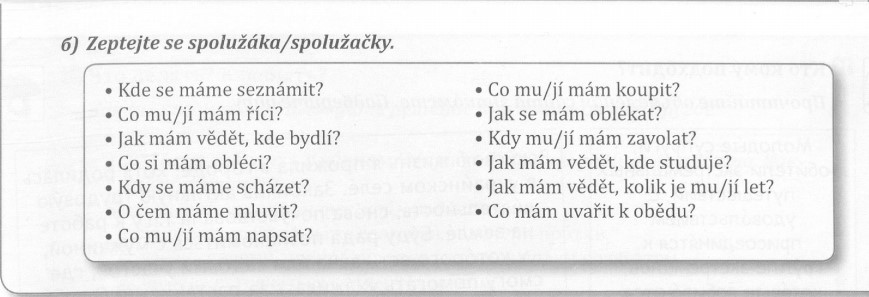 б) Zeptejte se spolužáka/spolužačky.
• Kde se máme seznámit?
• Co mu/jí mám říci?
• Jak mám vědět, kde bydlí?
• Co si mám obléci?
• Kdy se máme scházet?
• O čem máme mluvit?
• Co mu/jí mám napsat?
• Co mu/jí mám koupit?
• Jak se mám oblékat?
• Kdy mu/jí mám zavolat?
• Jak mám vědět, kde studuje?
• Jak mám vědět, kolik je mu/jí let?
• Co mám uvařit k obědu?